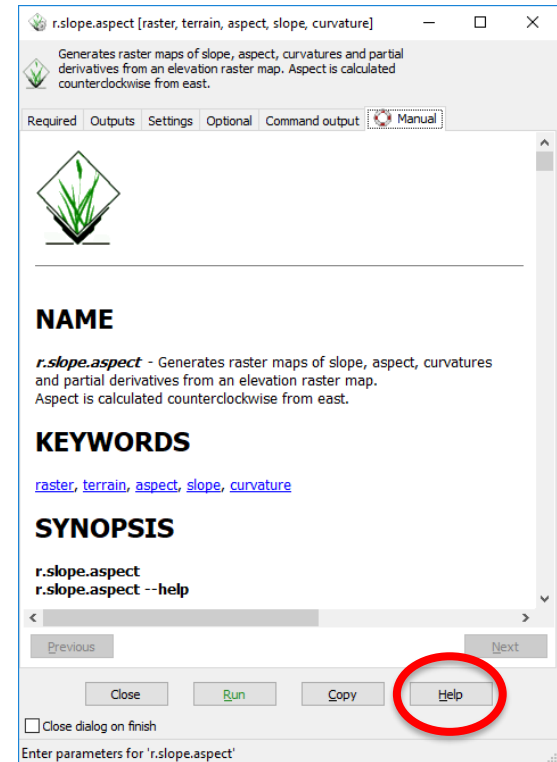 r.slope.aspect [raster, terrain, aspect, slope, curvature]
Generates raster maps of slope, aspect, curvatures and partial
derivatives from an elevation raster map. Aspect is calculated
counterclockwise from east.
Required Outputs Settings Optional Command output Manual
NAME
r.slope.aspect - Generates raster maps of slope, aspect, curvatures
and partial derivatives from an elevation raster map.
Aspect is calculated counterclockwise from east.
KEYWORDS
raster, terrain, aspect, slope, curvature
SYNOPSIS
r.slope.aspect
r.slope.aspect --help
Previous Next
Close Run Copy Help
Close dialog on finish
Enter parameters for 'r.slope.aspect'